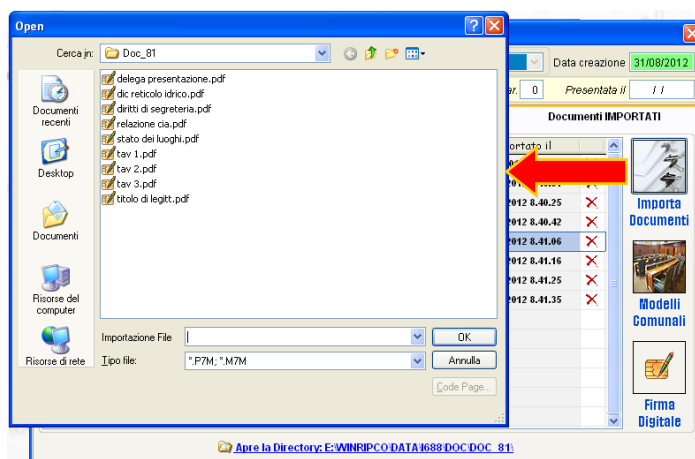 Open
Cerca in:
Doc_81
Documenti recenti
Desktop
Documenti
Risorse del computer
Risorse di rete
delega presentazione.pdf
dic reticolo idrico.pdf
diritti di segreteria.pdf
relazione cia.pdf
stato dei luoghi.pdf
tav 1.pdf
tav 2.pdf
tav 3.pdf
titolo di legitt.pdf
Importazione File
OK
Tipo file:
*.P7M; *.M7M
Annulla
Code Page...
Data creazione 31/08/2012
ar. 0 Presentata il / /
Documenti IMPORTATI
ortato il
2012 8.40.25
2012 8.40.42
2012 8.41.06
2012 8.41.16
2012 8.41.25
2012 8.41.35
Importa
Documenti
Modelli
Comunali
Firma
Digitale
Apre la Directory: E:\WINRIPCO\DATA\I688\DOC\DOC_81\